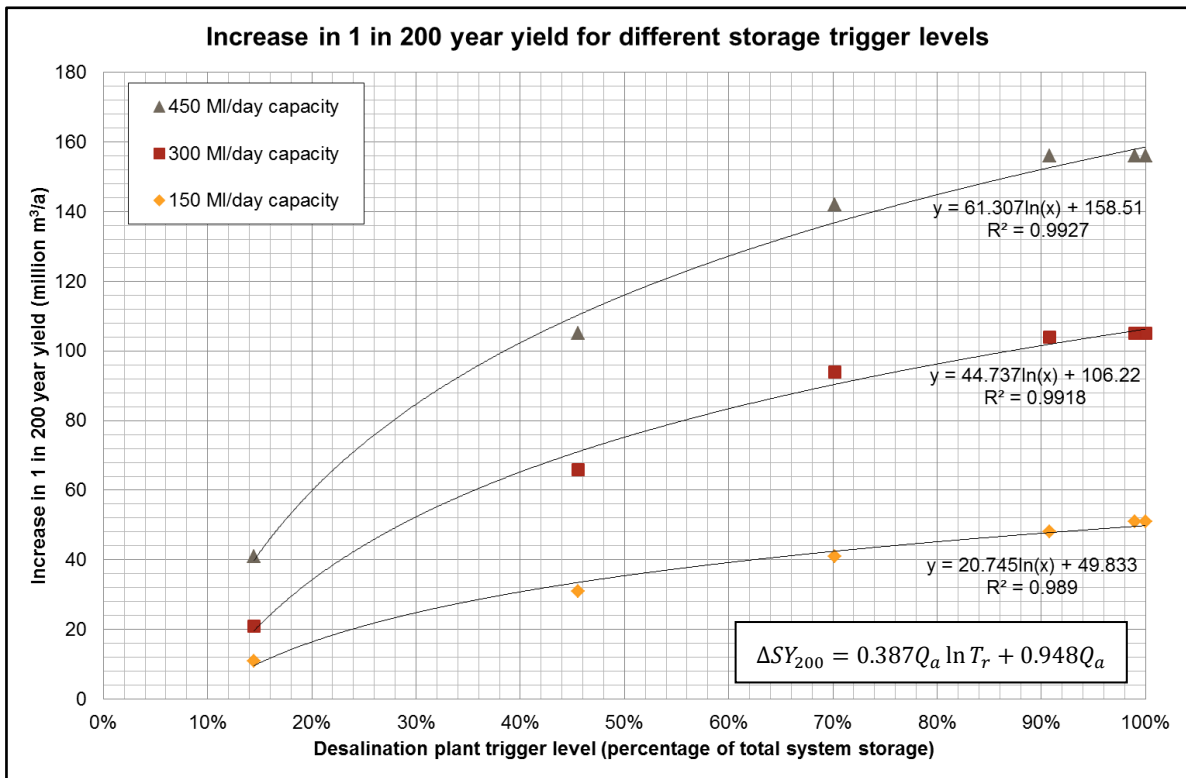 Increase in 1 in 200 year yield for different storage trigger levels
Increase in 1 in 200 year yield (million m³/a)
180
160
140
120
100
80
60
40
20
0
450 Ml/day capacity
300 Ml/day capacity
150 Ml/day capacity
y = 61.307ln(x) + 158.51
R² = 0.9927
y = 44.737ln(x) + 106.22
R² = 0.9918
y = 20.745ln(x) + 49.833
R² = 0.989
ΔSY₂₀₀ = 0.387Qₐ ln Tᵣ + 0.948Qₐ
0% 10% 20% 30% 40% 50% 60% 70% 80% 90% 100%
Desalination plant trigger level (percentage of total system storage)